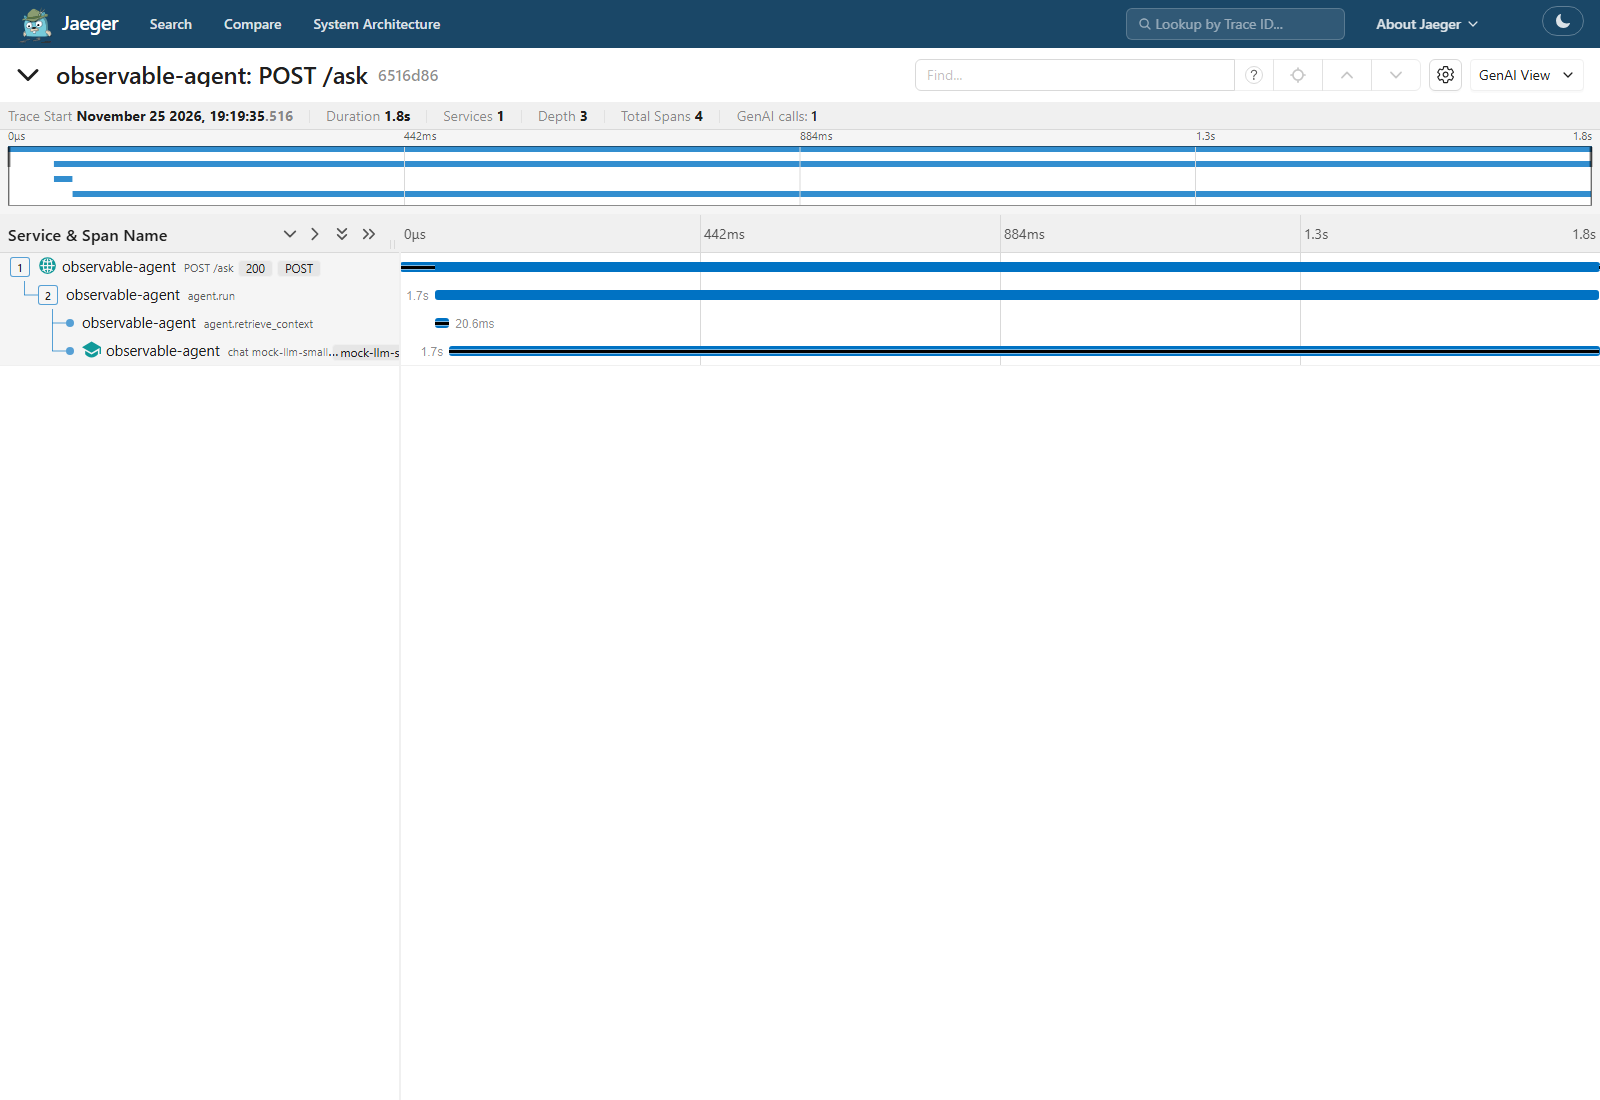 Jaeger Search Compare System Architecture Lookup by Trace ID... About Jaeger
observable-agent: POST /ask 6516d86 Find... ? GenAI View
Trace Start November 25 2026, 19:19:35.516 Duration 1.8s Services 1 Depth 3 Total Spans 4 GenAI calls: 1
0μs 442ms 884ms 1.3s 1.8s
Service & Span Name 0μs 442ms 884ms 1.3s 1.8s
1 observable-agent POST /ask 200 POST
2 observable-agent agent.run 1.7s
observable-agent agent.retrieve_context 20.6ms
observable-agent chat mock-llm-small... mock-llm-s 1.7s